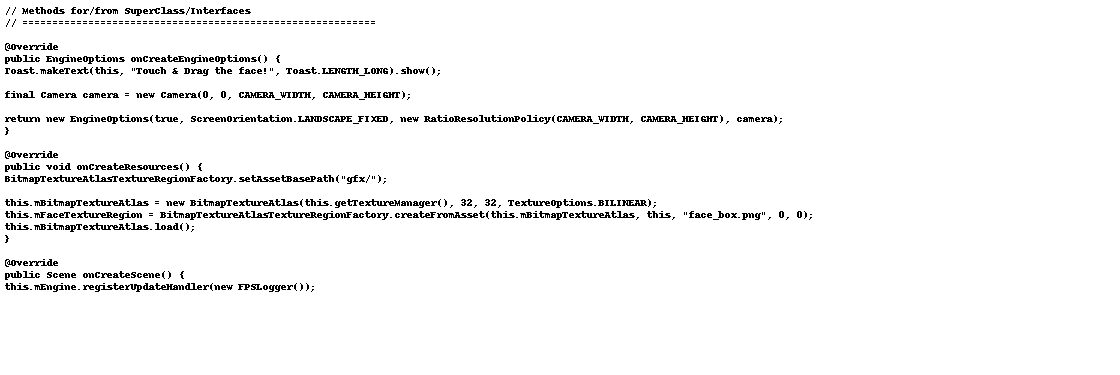 // Methods for/from SuperClass/Interfaces
// ===========================================================
@Override
public EngineOptions onCreateEngineOptions() {
Toast.makeText(this, "Touch & Drag the face!", Toast.LENGTH_LONG).show();
final Camera camera = new Camera(0, 0, CAMERA_WIDTH, CAMERA_HEIGHT);
return new EngineOptions(true, ScreenOrientation.LANDSCAPE_FIXED, new RatioResolutionPolicy(CAMERA_WIDTH, CAMERA_HEIGHT), camera);
}
@Override
public void onCreateResources() {
BitmapTextureAtlasTextureRegionFactory.setAssetBasePath("gfx/");
this.mBitmapTextureAtlas = new BitmapTextureAtlas(this.getTextureManager(), 32, 32, TextureOptions.BILINEAR);
this.mFaceTextureRegion = BitmapTextureAtlasTextureRegionFactory.createFromAsset(this.mBitmapTextureAtlas, this, "face_box.png", 0, 0);
this.mBitmapTextureAtlas.load();
}
@Override
public Scene onCreateScene() {
this.mEngine.registerUpdateHandler(new FPSLogger());